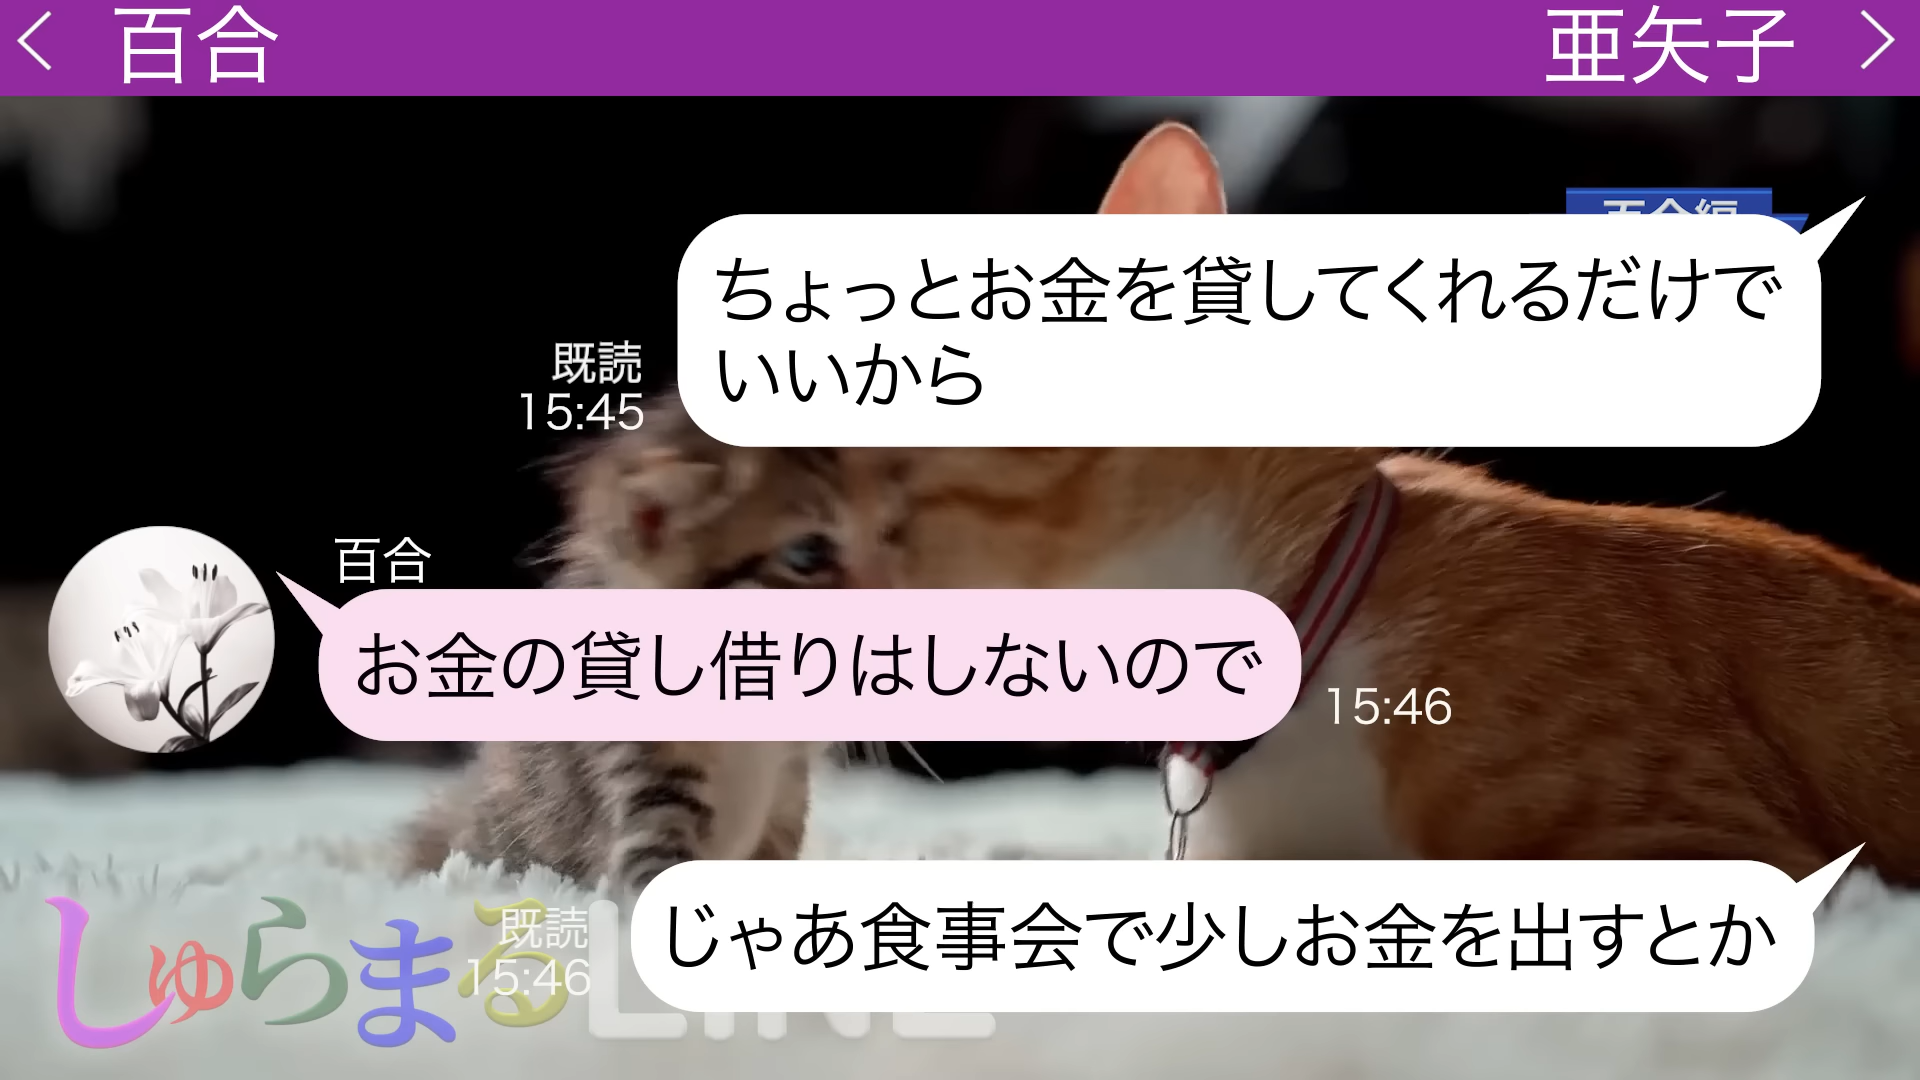 百合
亜矢子
百合編
ちょっとお金を貸してくれるだけで
いいから
既読
15:45
百合
お金の貸し借りはしないので
15:46
じゃあ食事会で少しお金を出すとか
既読
15:46
しゅらまるLINE